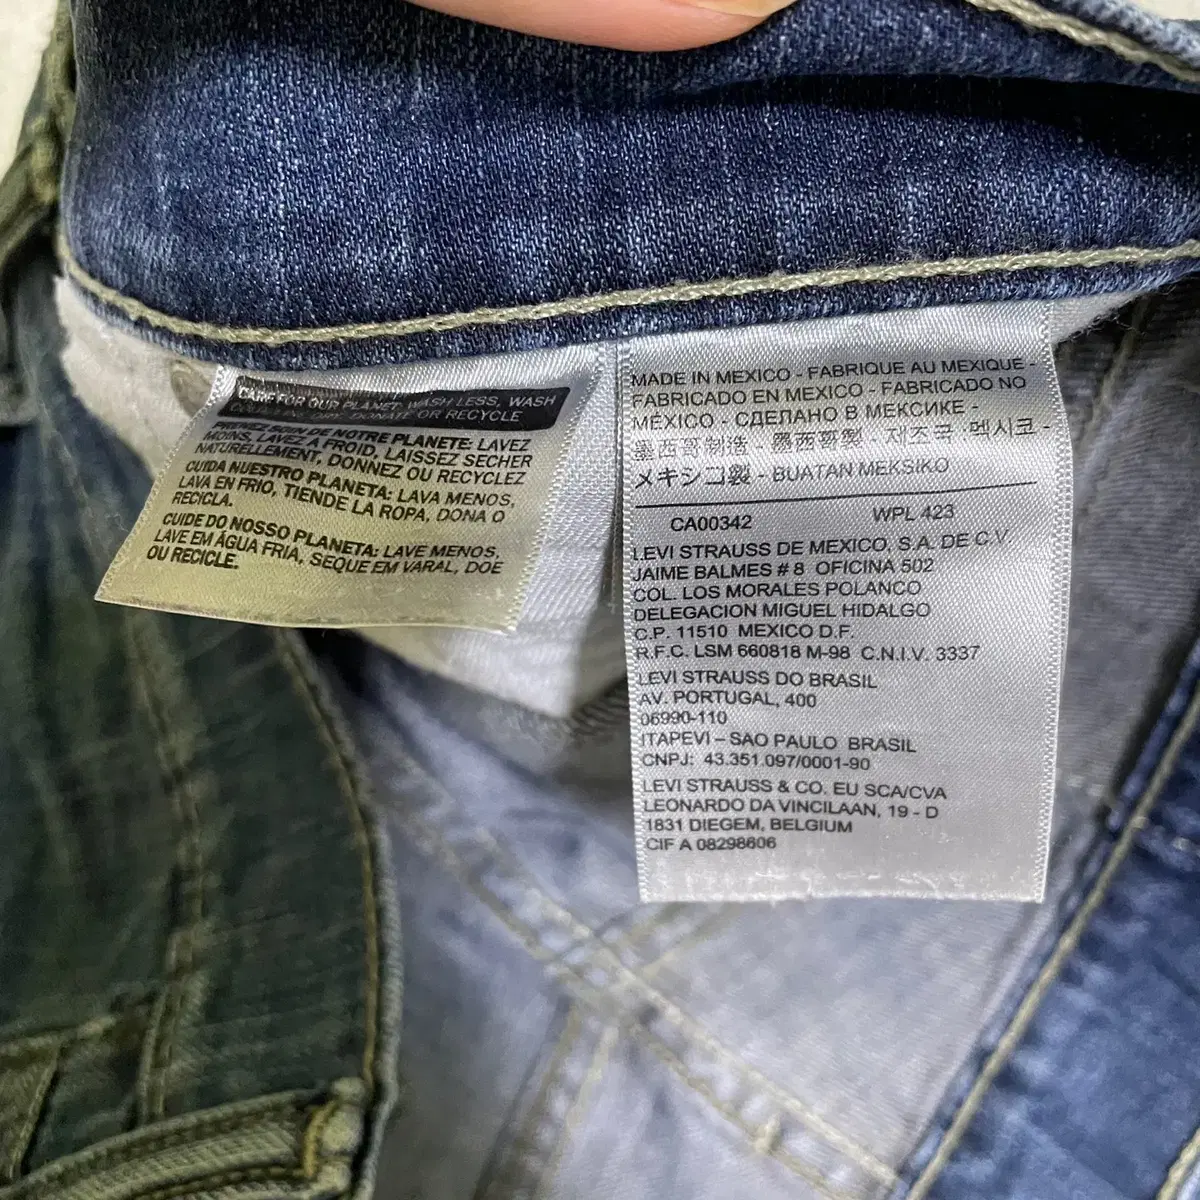 CARE FOR OUR PLANET: WASH LESS, WASH
COLD, LINE DRY, DONATE OR RECYCLE
PRENEZ SOIN DE NOTRE PLANETE: LAVEZ
MOINS, LAVEZ A FROID, LAISSEZ SECHER
NATURELLEMENT, DONNEZ OU RECYCLEZ
CUIDA NUESTRO PLANETA: LAVA MENOS,
LAVA EN FRIO, TIENDE LA ROPA, DONA O
RECICLA.
CUIDE DO NOSSO PLANETA: LAVE MENOS,
LAVE EM ÁGUA FRIA, SEQUE EM VARAL, DOE
OU RECICLE.
MADE IN MEXICO - FABRIQUE AU MEXIQUE -
FABRICADO EN MEXICO - FABRICADO NO
MÉXICO - СДЕЛАНО В МЕКСИКЕ -
墨西哥制造 - 墨西哥製 - 제조국 : 멕시코 -
メキシコ製 - BUATAN MEKSIKO
CA00342 WPL 423
LEVI STRAUSS DE MEXICO, S.A. DE C.V.
JAIME BALMES # 8 OFICINA 502
COL. LOS MORALES POLANCO
DELEGACION MIGUEL HIDALGO
C.P. 11510 MEXICO D.F.
R.F.C. LSM 660818 M-98 C.N.I.V. 3337
LEVI STRAUSS DO BRASIL
AV. PORTUGAL, 400
06990-110
ITAPEVI – SAO PAULO BRASIL
CNPJ: 43.351.097/0001-90
LEVI STRAUSS & CO. EU SCA/CVA
LEONARDO DA VINCILAAN, 19 - D
1831 DIEGEM, BELGIUM
CIF A 08298606